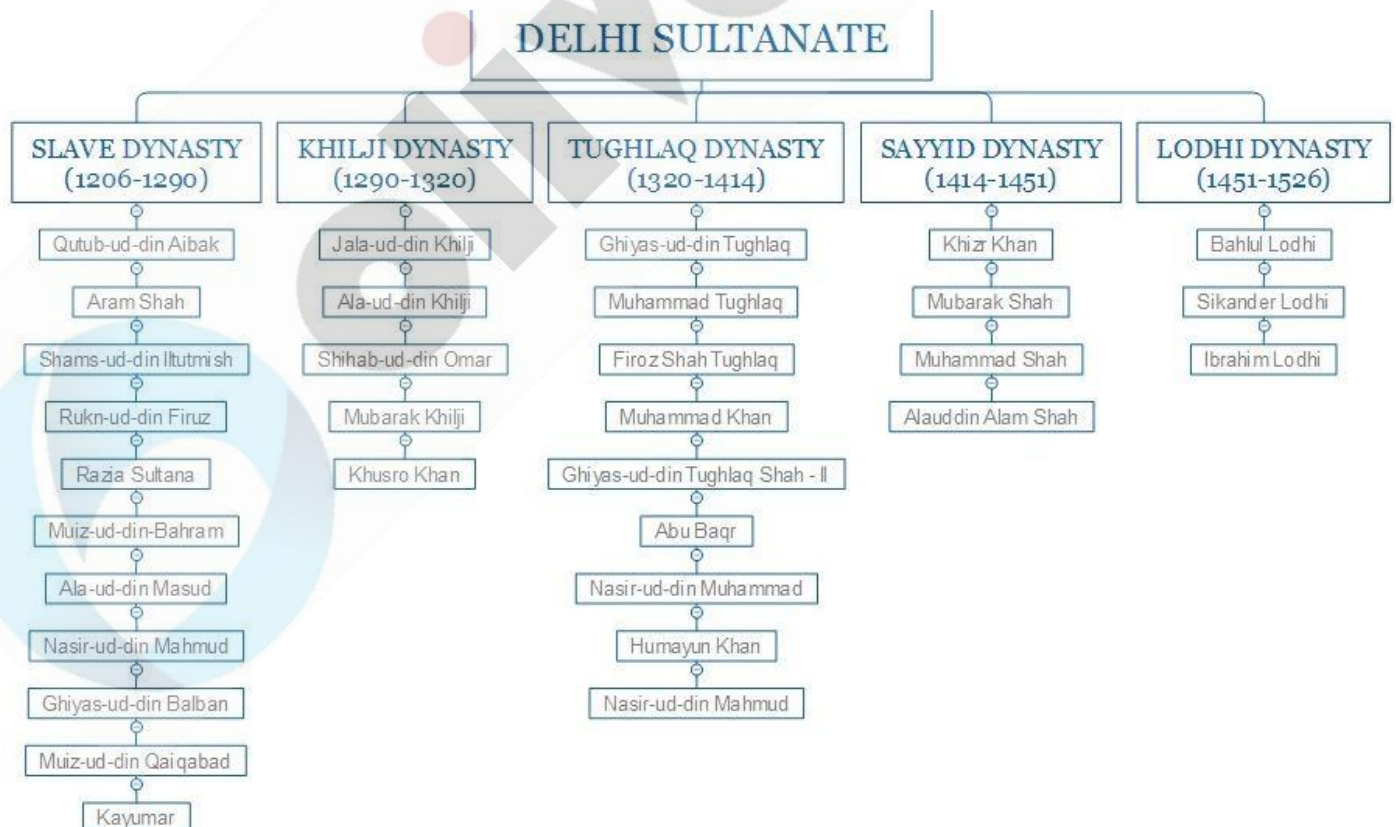 DELHI SULTANATE
SLAVE DYNASTY
(1206-1290)
Qutub-ud-din Aibak
Aram Shah
Shams-ud-din Iltutmish
Rukn-ud-din Firuz
Razia Sultana
Muiz-ud-din-Bahram
Ala-ud-din Masud
Nasir-ud-din Mahmud
Ghiyas-ud-din Balban
Muiz-ud-din Qaiqabad
Kayumar
KHILJI DYNASTY
(1290-1320)
Jala-ud-din Khilji
Ala-ud-din Khilji
Shihab-ud-din Omar
Mubarak Khilji
Khusro Khan
TUGHLAQ DYNASTY
(1320-1414)
Ghiyas-ud-din Tughlaq
Muhammad Tughlaq
Firoz Shah Tughlaq
Muhammad Khan
Ghiyas-ud-din Tughlaq Shah - II
Abu Baqr
Nasir-ud-din Muhammad
Humayun Khan
Nasir-ud-din Mahmud
SAYYID DYNASTY
(1414-1451)
Khizr Khan
Mubarak Shah
Muhammad Shah
Alauddin Alam Shah
LODHI DYNASTY
(1451-1526)
Bahlul Lodhi
Sikander Lodhi
Ibrahim Lodhi